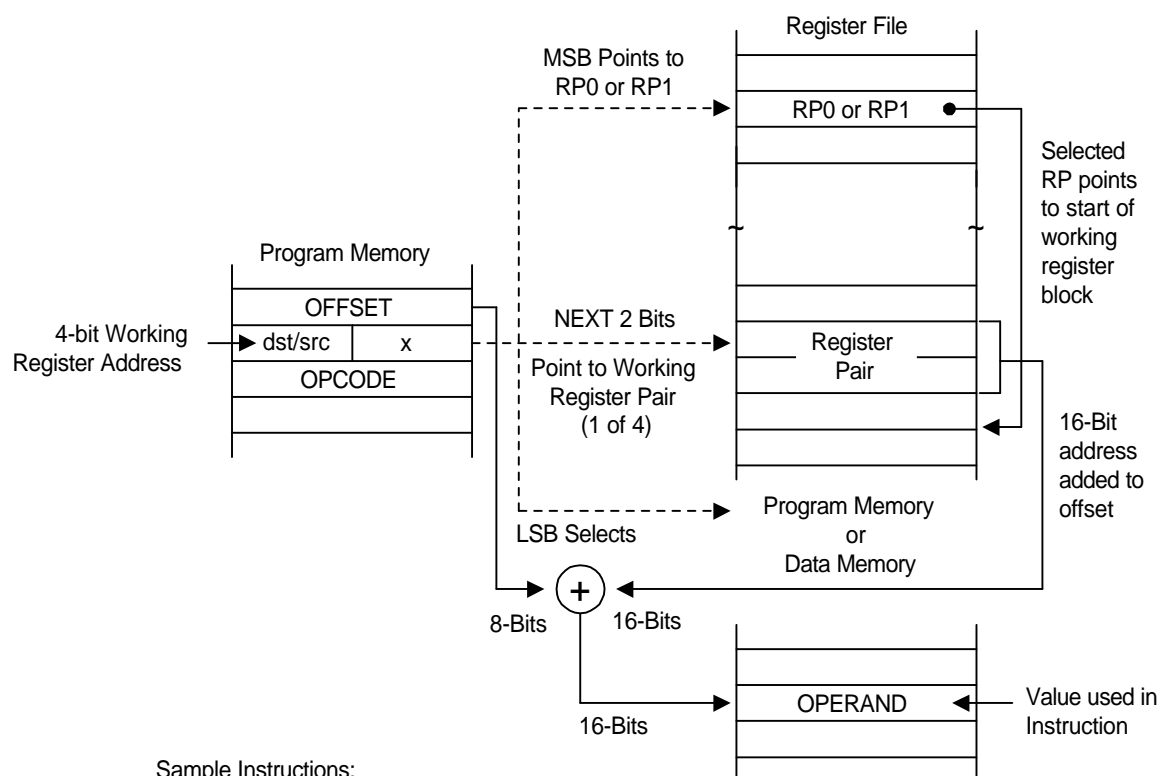 Register File
MSB Points to
RP0 or RP1
RP0 or RP1
Selected
RP points
to start of
working
register
block
~
~
Program Memory
OFFSET
4-bit Working
Register Address
dst/src
x
OPCODE
NEXT 2 Bits
Point to Working
Register Pair
(1 of 4)
Register
Pair
16-Bit
address
added to
offset
LSB Selects
Program Memory
or
Data Memory
+
8-Bits
16-Bits
16-Bits
OPERAND
Value used in
Instruction
Sample Instructions: